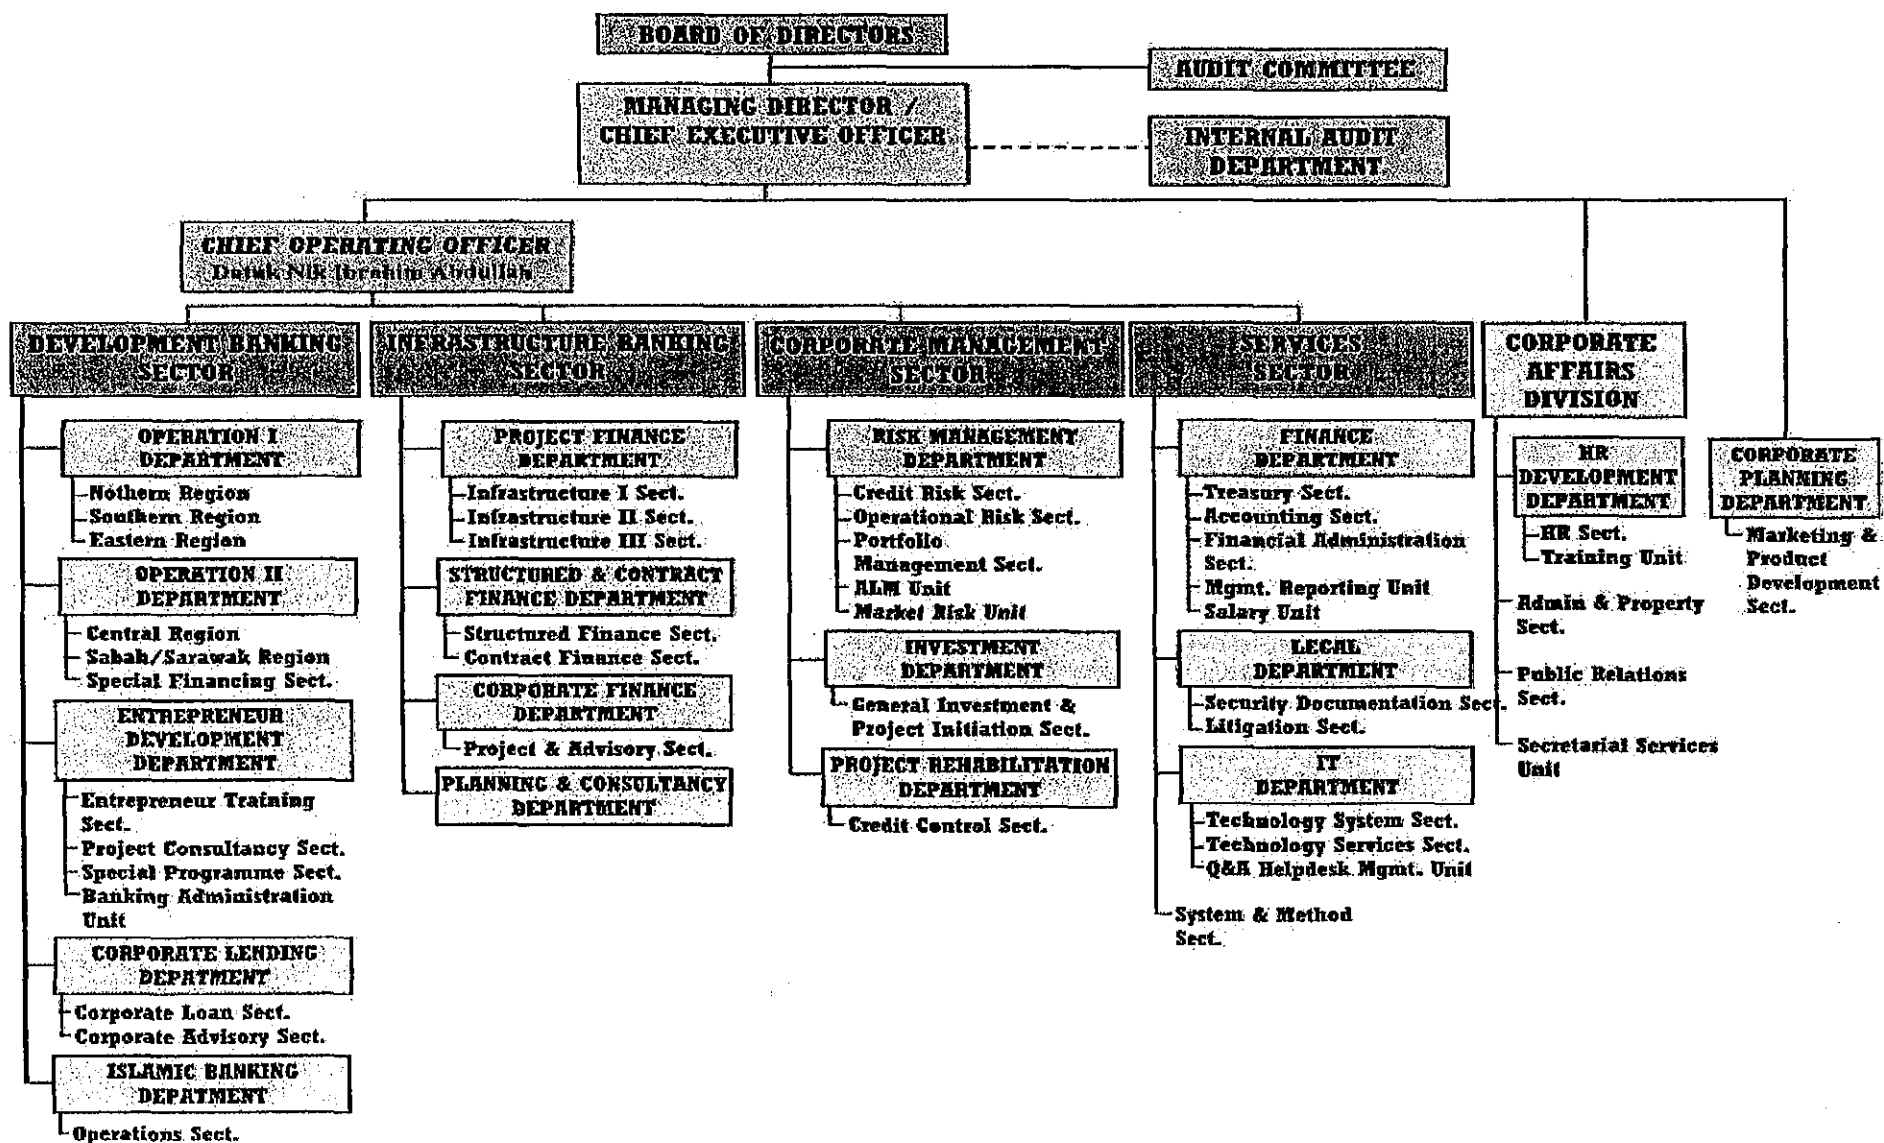 BOARD OF DIRECTORS
AUDIT COMMITTEE
MANAGING DIRECTOR /
CHIEF EXECUTIVE OFFICER
INTERNAL AUDIT
DEPARTMENT
CHIEF OPERATING OFFICER
Datuk Nik Ibrahim Abdullah
DEVELOPMENT BANKING
SECTOR
OPERATION I
DEPARTMENT
Nothern Region
Southern Region
Eastern Region
OPERATION II
DEPARTMENT
Central Region
Sabah/Sarawak Region
Special Financing Sect.
ENTREPRENEUR
DEVELOPMENT
DEPARTMENT
Entrepreneur Training
Sect.
Project Consultancy Sect.
Special Programme Sect.
Banking Administration
Unit
CORPORATE LENDING
DEPATMENT
Corporate Loan Sect.
Corporate Advisory Sect.
ISLAMIC BANKING
DEPATMENT
Operations Sect.
INFRASTRUCTURE BANKING
SECTOR
PROJECT FINANCE
DEPARTMENT
Infrastructure I Sect.
Infrastructure II Sect.
Infrastructure III Sect.
STRUCTURED & CONTRACT
FINANCE DEPARTMENT
Structured Finance Sect.
Contract Finance Sect.
CORPORATE FINANCE
DEPARTMENT
Project & Advisory Sect.
PLANNING & CONSULTANCY
DEPARTMENT
CORPORATE MANAGEMENT
SECTOR
RISK MANAGEMENT
DEPARTMENT
Credit Risk Sect.
Operational Risk Sect.
Portfolio
Management Sect.
ALM Unit
Market Risk Unit
INVESTMENT
DEPARTMENT
General Investment &
Project Initiation Sect.
PROJECT REHABILITATION
DEPARTMENT
Credit Control Sect.
SERVICES
SECTOR
FINANCE
DEPARTMENT
Treasury Sect.
Accounting Sect.
Financial Administration
Sect.
Mgmt. Reporting Unit
Salary Unit
LEGAL
DEPARTMENT
Security Documentation Sect.
Litigation Sect.
IT
DEPARTMENT
Technology System Sect.
Technology Services Sect.
Q&A Helpdesk Mgmt. Unit
System & Method
Sect.
CORPORATE
AFFAIRS
DIVISION
HR
DEVELOPMENT
DEPARTMENT
HR Sect.
Training Unit
Admin & Property
Sect.
Public Relations
Sect.
Secretarial Services
Unit
CORPORATE
PLANNING
DEPARTMENT
Marketing &
Product
Development
Sect.